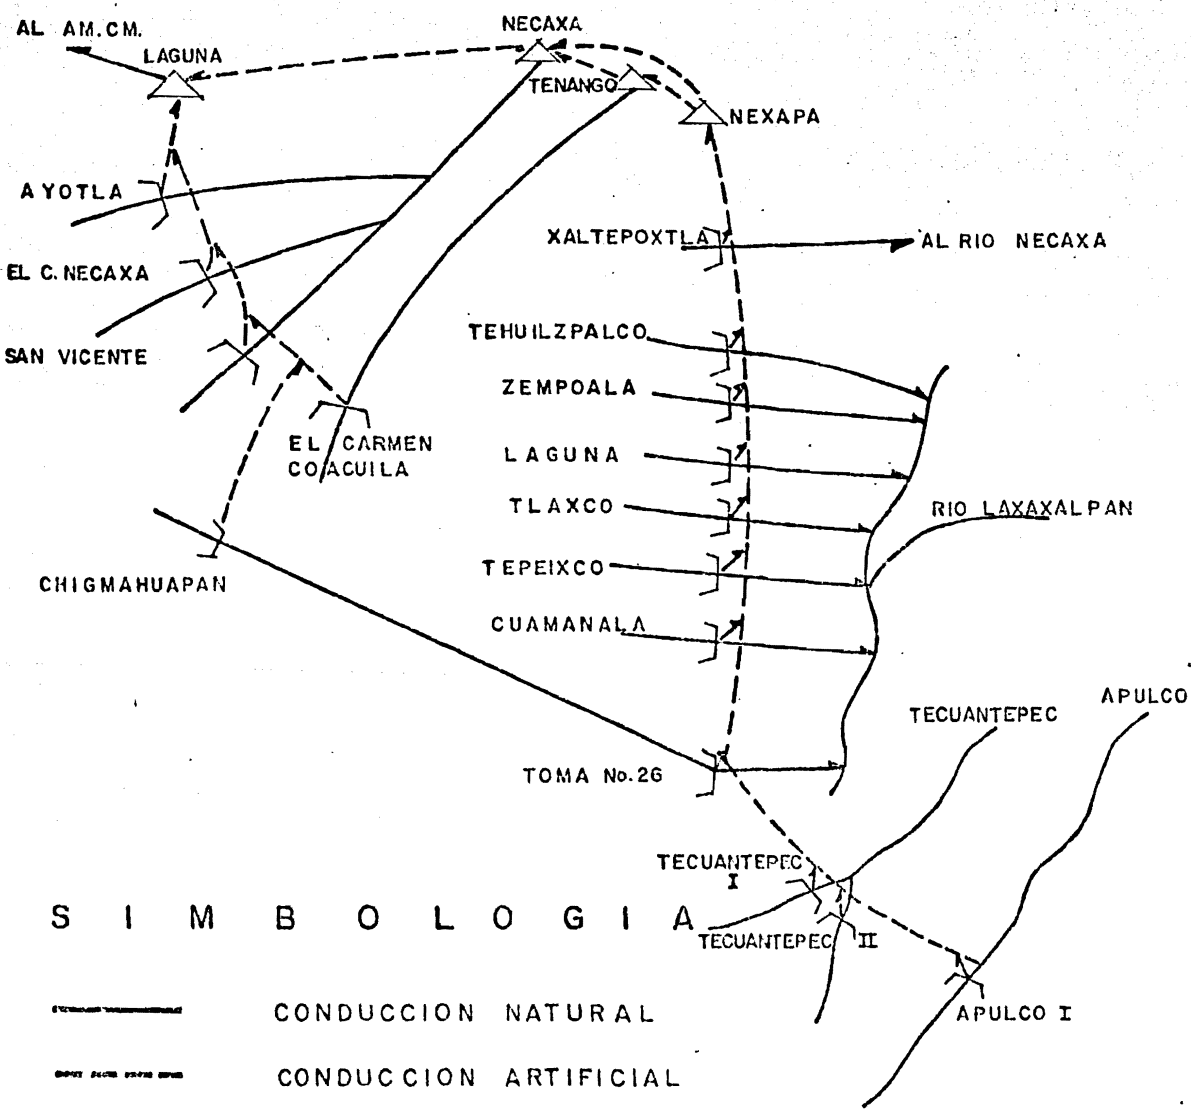 AL AM.CM.
NECAXA
LAGUNA
TENANGO
NEXAPA
AYOTLA
XALTEPOXTLA
AL RIO NECAXA
EL C. NECAXA
TEHUILZPALCO
SAN VICENTE
ZEMPOALA
EL CARMEN
COACUILA
LAGUNA
TLAXCO
RIO LAXAXALPAN
CHIGMAHUAPAN
TEPEIXCO
CUAMANALA
APULCO
TECUANTEPEC
TOMA No. 26
TECUANTEPEC
I
SIMBOLOGIA
TECUANTEPEC II
APULCO I
CONDUCCION NATURAL
CONDUCCION ARTIFICIAL